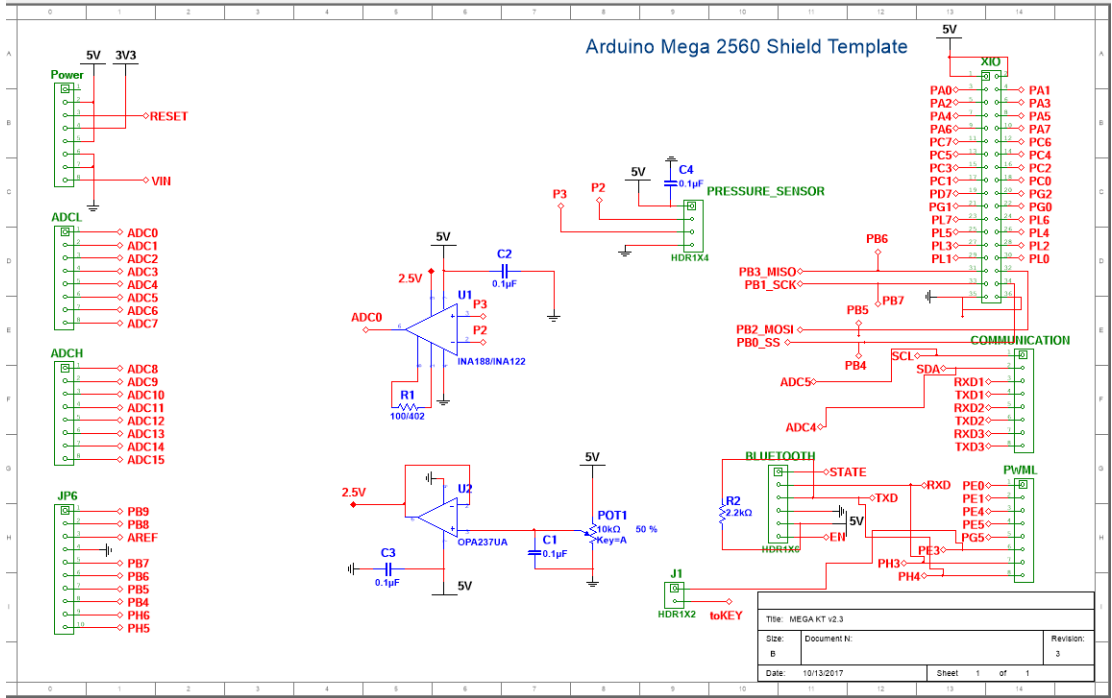 Arduino Mega 2560 Shield Template
5V
3V3
Power
RESET
VIN
ADCL
ADC0
ADC1
ADC2
ADC3
ADC4
ADC5
ADC6
ADC7
ADCH
ADC8
ADC9
ADC10
ADC11
ADC12
ADC13
ADC14
ADC15
JP6
PB9
PB8
AREF
PB7
PB6
PB5
PB4
PH6
PH5
5V
C2
0.1µF
2.5V
U1
P3
P2
ADC0
INA188/INA122
R1
100/402
5V
C4
0.1µF
P3
P2
PRESSURE_SENSOR
HDR1X4
2.5V
U2
OPA237UA
C3
0.1µF
5V
C1
0.1µF
5V
POT1
10kΩ 50 %
Key=A
5V
XIO
PA0 PA1
PA2 PA3
PA4 PA5
PA6 PA7
PC7 PC6
PC5 PC4
PC3 PC2
PC1 PC0
PD7 PG2
PG1 PG0
PL7 PL6
PL5 PL4
PL3 PL2
PL1 PL0
PB6
PB3_MISO
PB1_SCK
PB7
PB5
PB2_MOSI
PB0_SS
PB4
COMMUNICATION
SCL
SDA
ADC5
ADC4
RXD1
TXD1
RXD2
TXD2
RXD3
TXD3
BLUETOOTH
STATE
RXD
TXD
5V
EN
HDR1X6
R2
2.2kΩ
PWML
PE0
PE1
PE4
PE5
PG5
PE3
PH3
PH4
J1
HDR1X2
toKEY
Title: MEGA KT v2.3
Size: Document N: Revision:
B 3
Date: 10/13/2017 Sheet 1 of 1